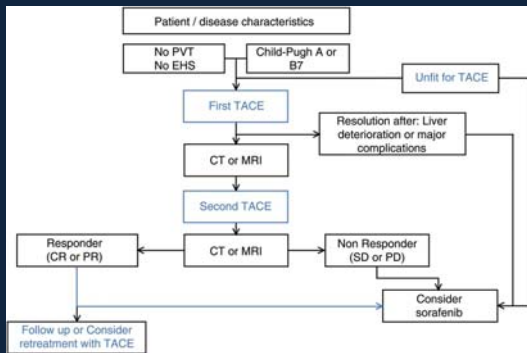 Patient / disease characteristics
No PVT
No EHS
Child-Pugh A or
B7
Unfit for TACE
First TACE
Resolution after: Liver
deterioration or major
complications
CT or MRI
Second TACE
Responder
(CR or PR)
CT or MRI
Non Responder
(SD or PD)
Consider
sorafenib
Follow up or Consider
retreatment with TACE